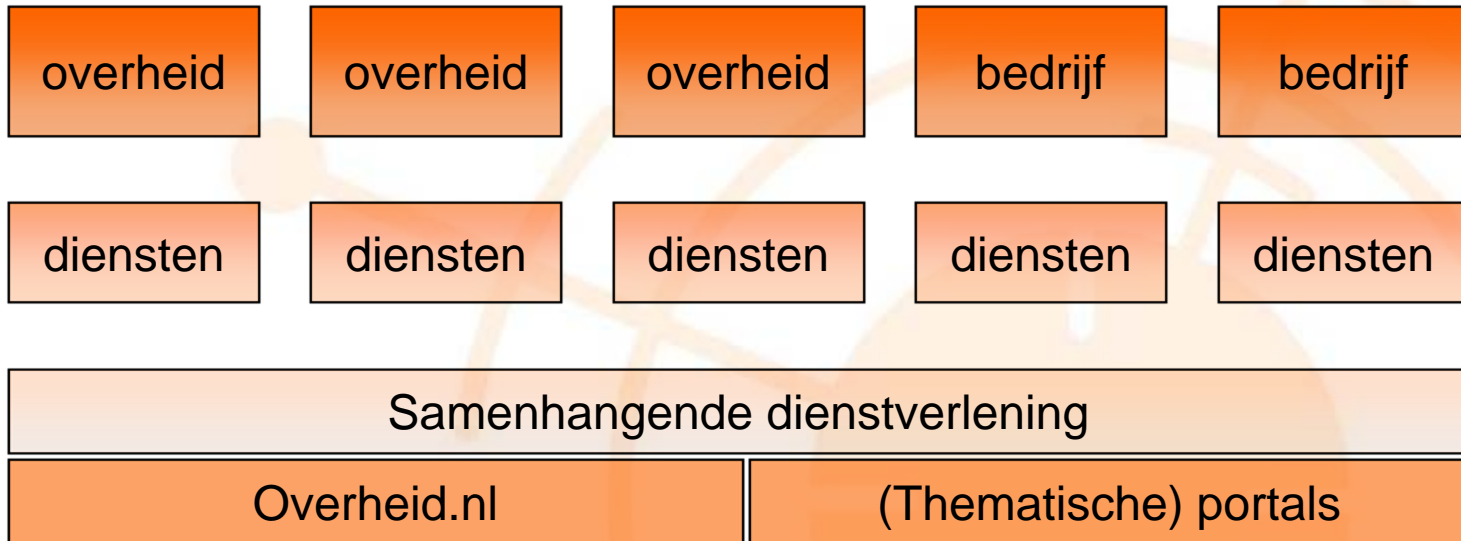 overheid overheid overheid bedrijf bedrijf
diensten diensten diensten diensten diensten
Samenhangende dienstverlening
Overheid.nl (Thematische) portals